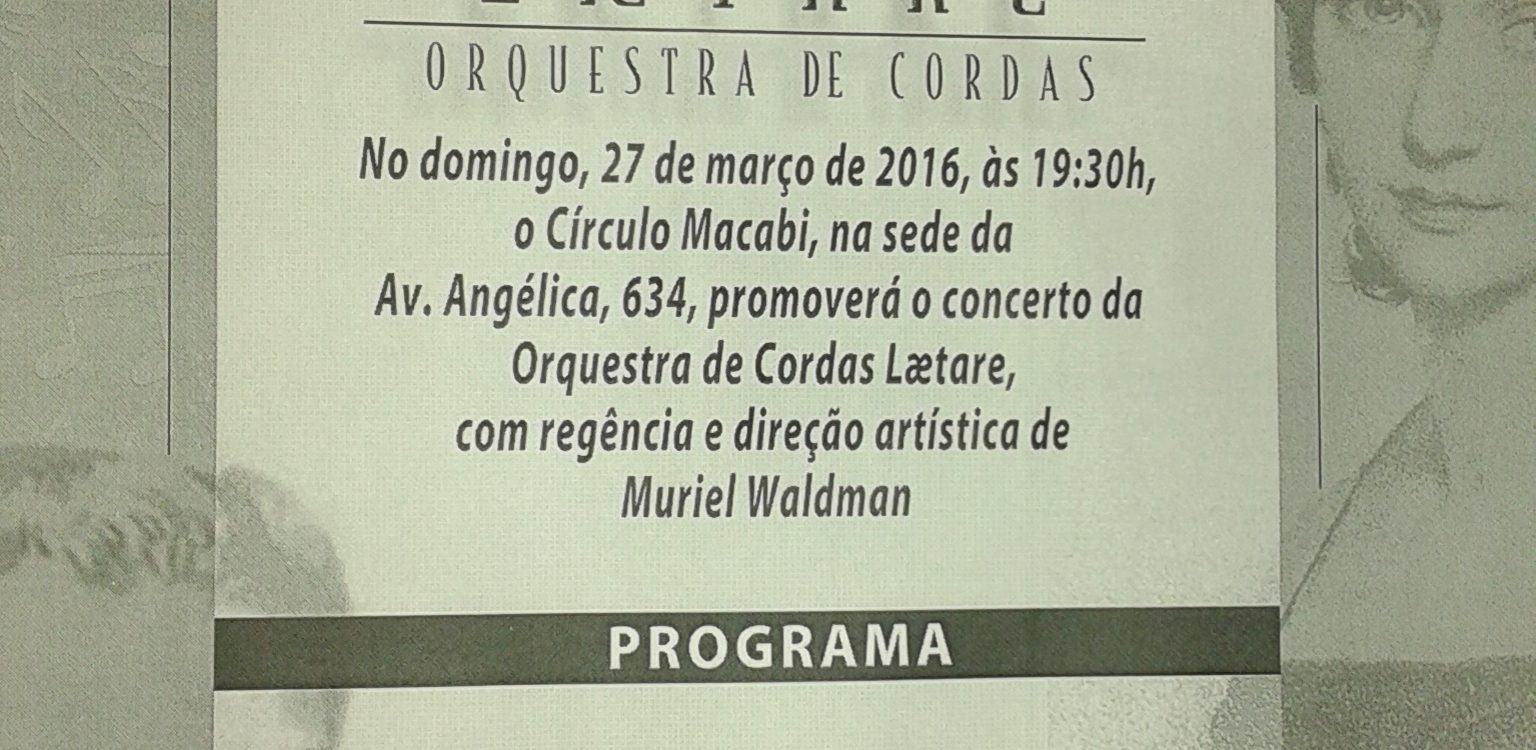 ORQUESTRA DE CORDAS
No domingo, 27 de março de 2016, às 19:30h,
o Círculo Macabi, na sede da
Av. Angélica, 634, promoverá o concerto da
Orquestra de Cordas Lætare,
com regência e direção artística de
Muriel Waldman
PROGRAMA